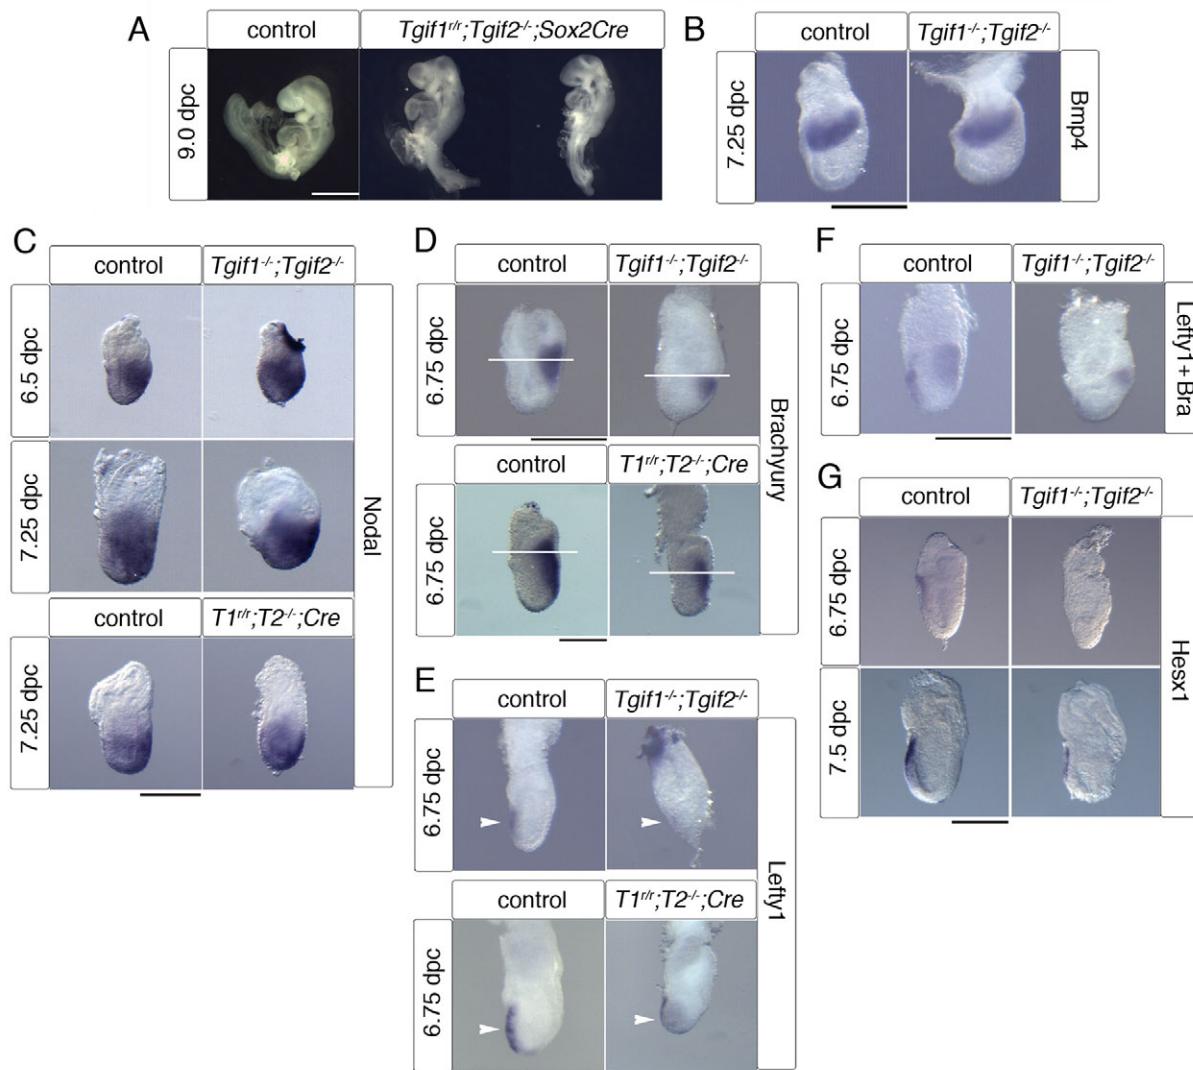 A
control
Tgif1r/r;Tgif2-/-;Sox2Cre
9.0 dpc
B
control
Tgif1-/-;Tgif2-/-
7.25 dpc
Bmp4
C
control
Tgif1-/-;Tgif2-/-
6.5 dpc
7.25 dpc
control
T1r/r;T2-/-;Cre
7.25 dpc
Nodal
D
control
Tgif1-/-;Tgif2-/-
6.75 dpc
control
T1r/r;T2-/-;Cre
6.75 dpc
Brachyury
E
control
Tgif1-/-;Tgif2-/-
6.75 dpc
control
T1r/r;T2-/-;Cre
6.75 dpc
Lefty1
F
control
Tgif1-/-;Tgif2-/-
6.75 dpc
Lefty1+Bra
G
control
Tgif1-/-;Tgif2-/-
6.75 dpc
7.5 dpc
Hesx1